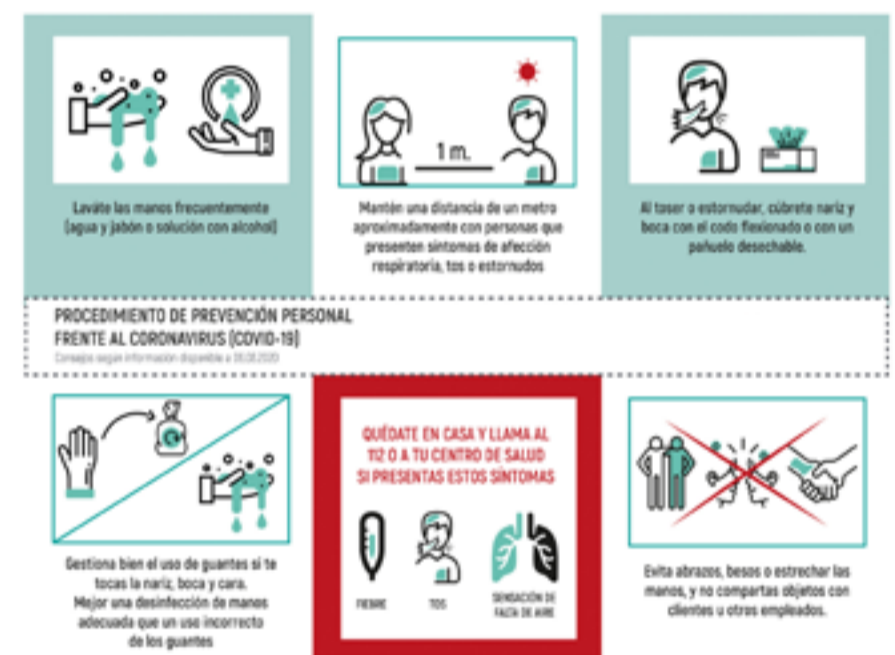 Laváte las manos frecuentemente
(agua y jabón o solución con alcohol)
1 m.
Mantén una distancia de un metro
aproximadamente con personas que
presenten síntomas de afección
respiratoria, tos o estornudos
Al toser o estornudar, cúbrete nariz y
boca con el codo flexionado o con un
pañuelo desechable.
PROCEDIMIENTO DE PREVENCIÓN PERSONAL
FRENTE AL CORONAVIRUS (COVID-19)
Consejos según información disponible a
Gestiona bien el uso de guantes si te
tocas la nariz, boca y cara.
Mejor una desinfección de manos
adecuada que un uso incorrecto
de los guantes
QUÉDATE EN CASA Y LLAMA AL
112 O A TU CENTRO DE SALUD
SI PRESENTAS ESTOS SÍNTOMAS
FIEBRE
TOS
SENSACIÓN DE
FALTA DE AIRE
Evita abrazos, besos o estrechar las
manos, y no compartas objetos con
clientes u otros empleados.